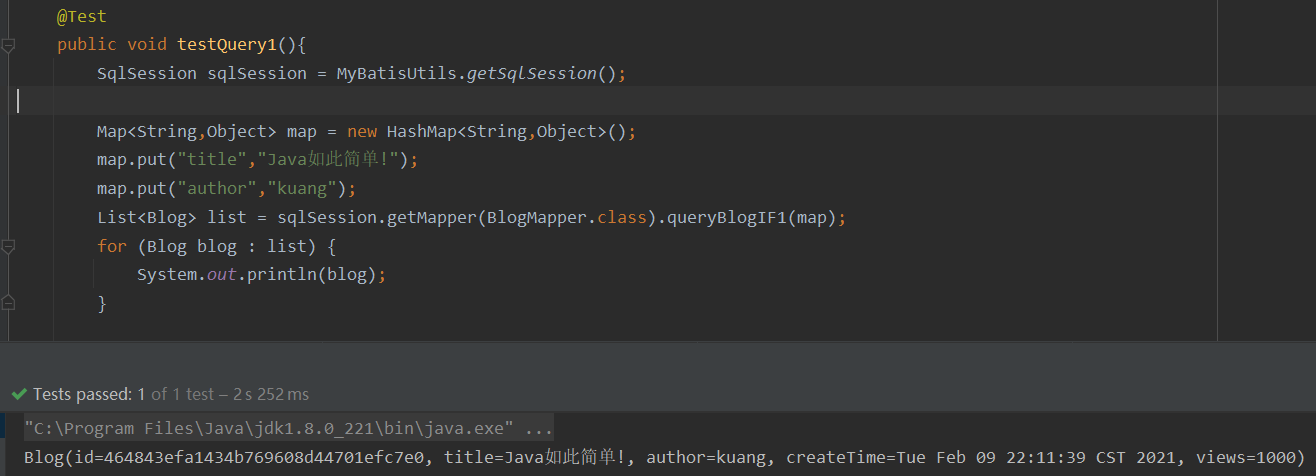 @Test
public void testQuery1(){
SqlSession sqlSession = MyBatisUtils.getSqlSession();
Map<String,Object> map = new HashMap<String,Object>();
map.put("title","Java如此简单!");
map.put("author","kuang");
List<Blog> list = sqlSession.getMapper(BlogMapper.class).queryBlogIF1(map);
for (Blog blog : list) {
System.out.println(blog);
}
Tests passed: 1 of 1 test – 2 s 252 ms
"C:\Program Files\Java\jdk1.8.0_221\bin\java.exe" ...
Blog(id=464843efa1434b769608d44701efc7e0, title=Java如此简单!, author=kuang, createTime=Tue Feb 09 22:11:39 CST 2021, views=1000)